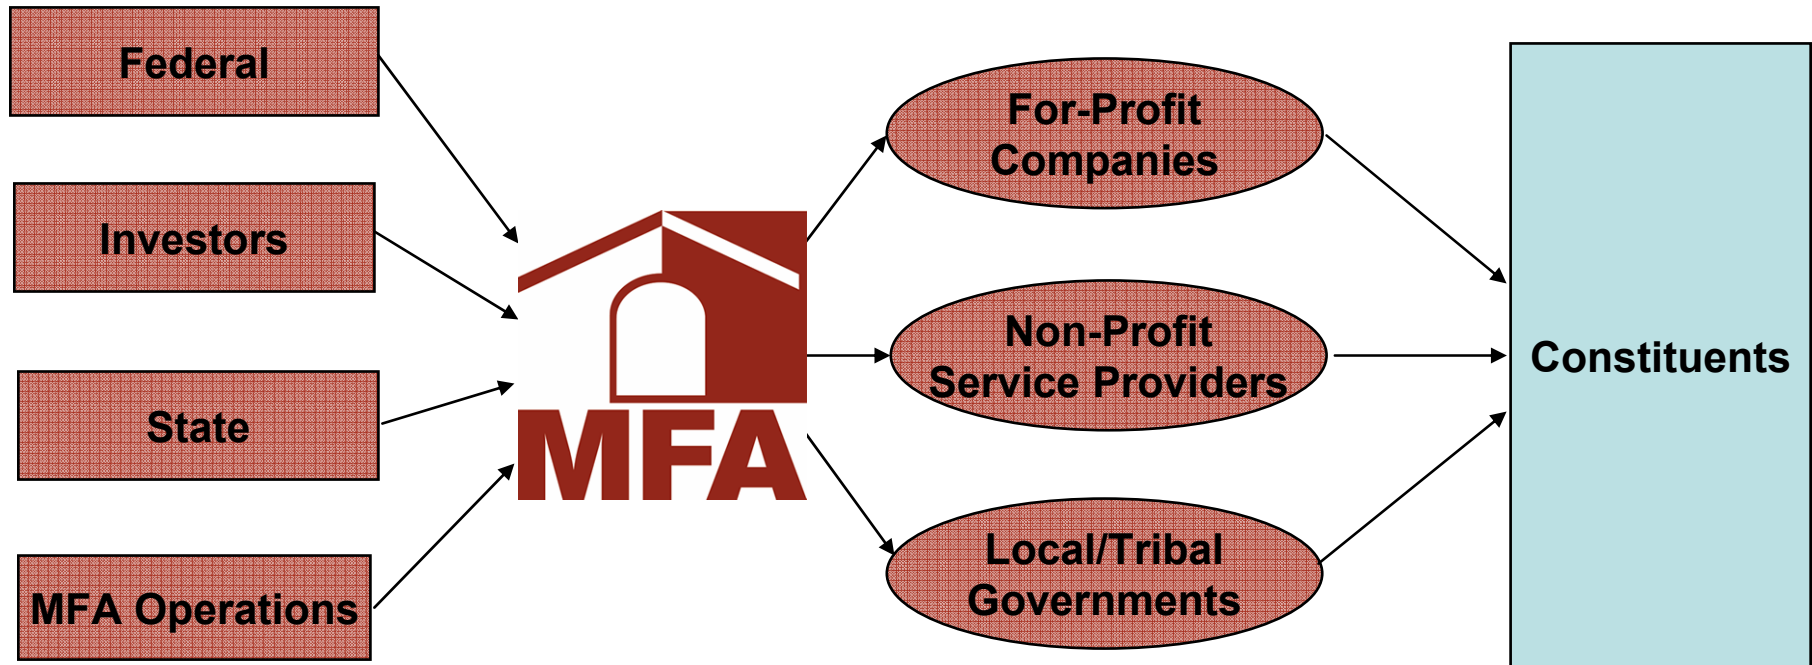 Federal
Investors
State
MFA Operations
MFA
For-Profit
Companies
Non-Profit
Service Providers
Local/Tribal
Governments
Constituents